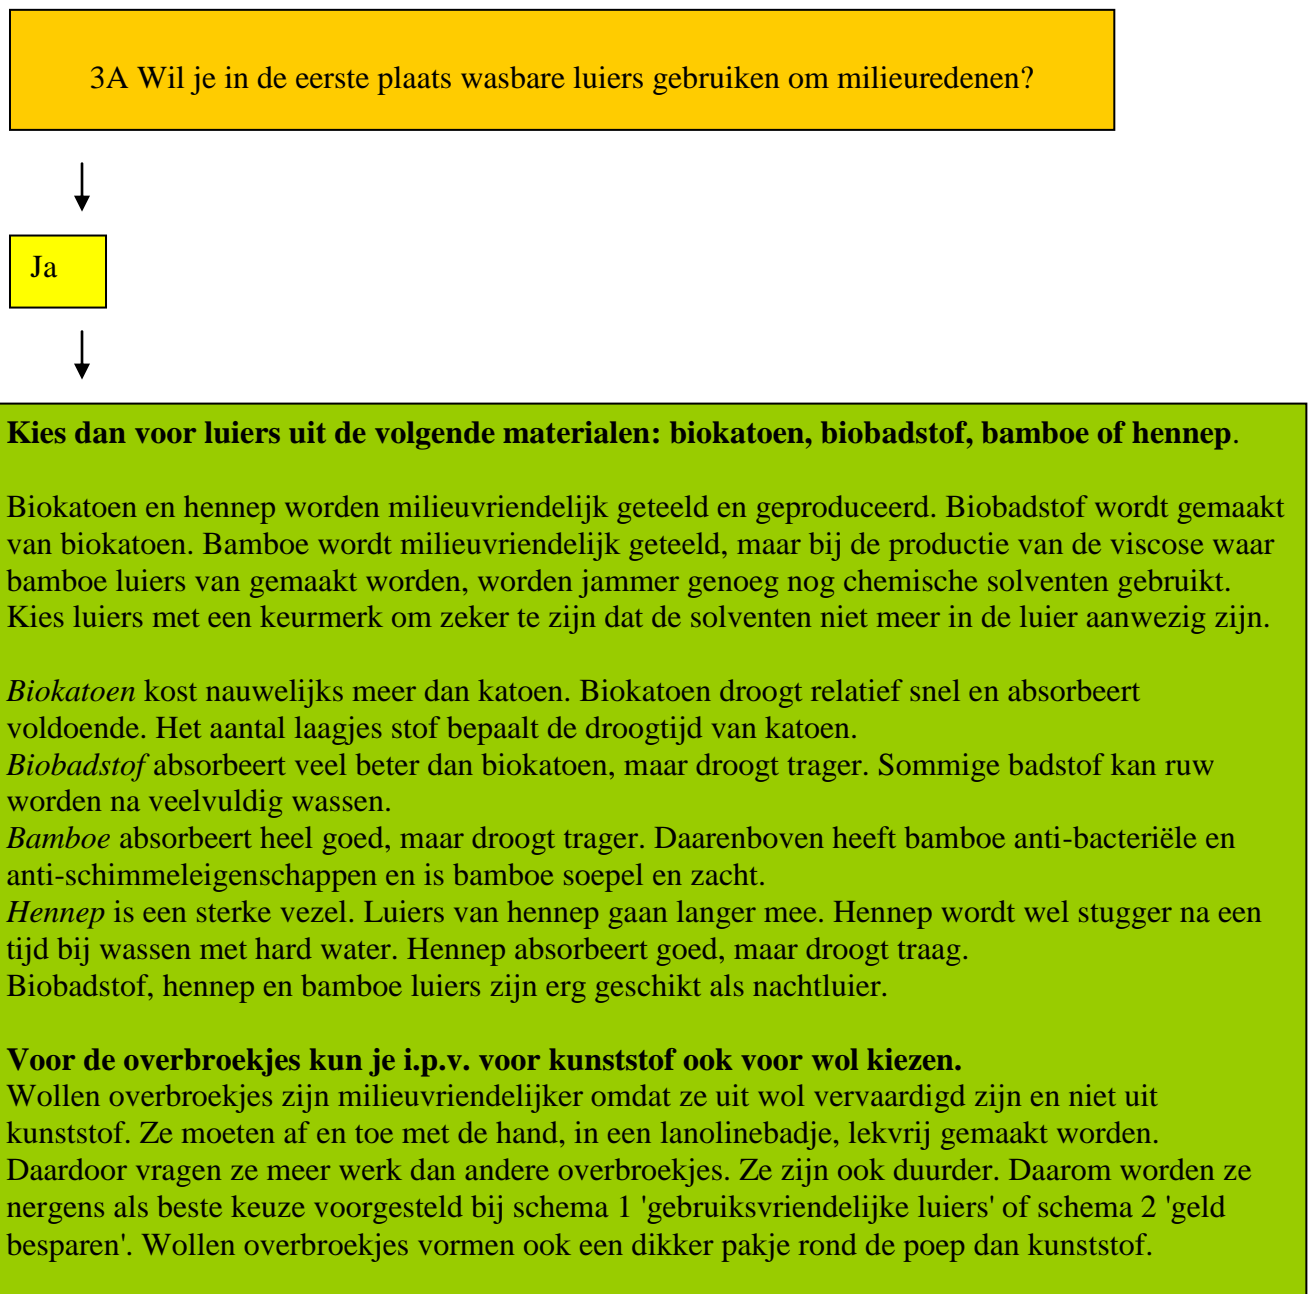 3A Wil je in de eerste plaats wasbare luiers gebruiken om milieuredenen?
Ja
Kies dan voor luiers uit de volgende materialen: biokatoen, biobadstof, bamboe of hennep.
Biokatoen en hennep worden milieuvriendelijk geteeld en geproduceerd. Biobadstof wordt gemaakt
van biokatoen. Bamboe wordt milieuvriendelijk geteeld, maar bij de productie van de viscose waar
bamboe luiers van gemaakt worden, worden jammer genoeg nog chemische solventen gebruikt.
Kies luiers met een keurmerk om zeker te zijn dat de solventen niet meer in de luier aanwezig zijn.
Biokatoen kost nauwelijks meer dan katoen. Biokatoen droogt relatief snel en absorbeert
voldoende. Het aantal laagjes stof bepaalt de droogtijd van katoen.
Biobadstof absorbeert veel beter dan biokatoen, maar droogt trager. Sommige badstof kan ruw
worden na veelvuldig wassen.
Bamboe absorbeert heel goed, maar droogt trager. Daarenboven heeft bamboe anti-bacteriële en
anti-schimmeleigenschappen en is bamboe soepel en zacht.
Hennep is een sterke vezel. Luiers van hennep gaan langer mee. Hennep wordt wel stugger na een
tijd bij wassen met hard water. Hennep absorbeert goed, maar droogt traag.
Biobadstof, hennep en bamboe luiers zijn erg geschikt als nachtluier.
Voor de overbroekjes kun je i.p.v. voor kunststof ook voor wol kiezen.
Wollen overbroekjes zijn milieuvriendelijker omdat ze uit wol vervaardigd zijn en niet uit
kunststof. Ze moeten af en toe met de hand, in een lanolinebadje, lekvrij gemaakt worden.
Daardoor vragen ze meer werk dan andere overbroekjes. Ze zijn ook duurder. Daarom worden ze
nergens als beste keuze voorgesteld bij schema 1 'gebruiksvriendelijke luiers' of schema 2 'geld
besparen'. Wollen overbroekjes vormen ook een dikker pakje rond de poep dan kunststof.